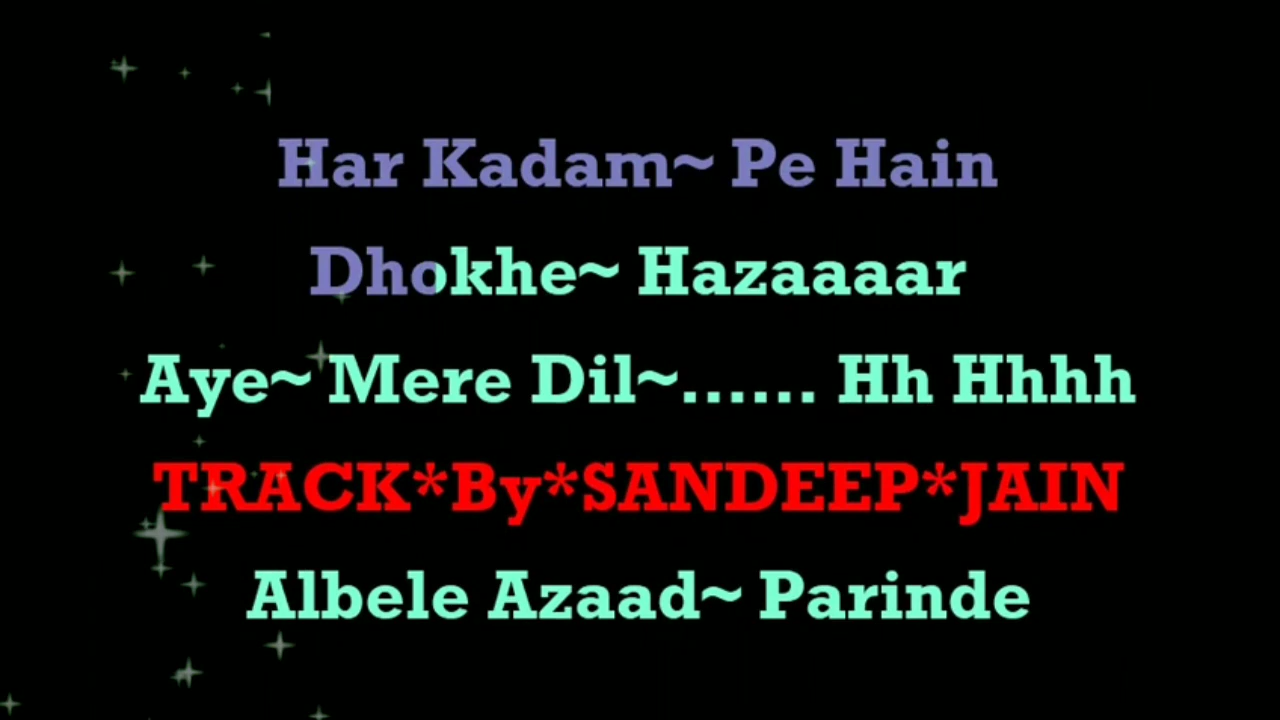 Har Kadam~ Pe Hain
Dhokhe~ Hazaaaar
Aye~ Mere Dil~...... Hh Hhhh
TRACK*By*SANDEEP*JAIN
Albele Azaad~ Parinde